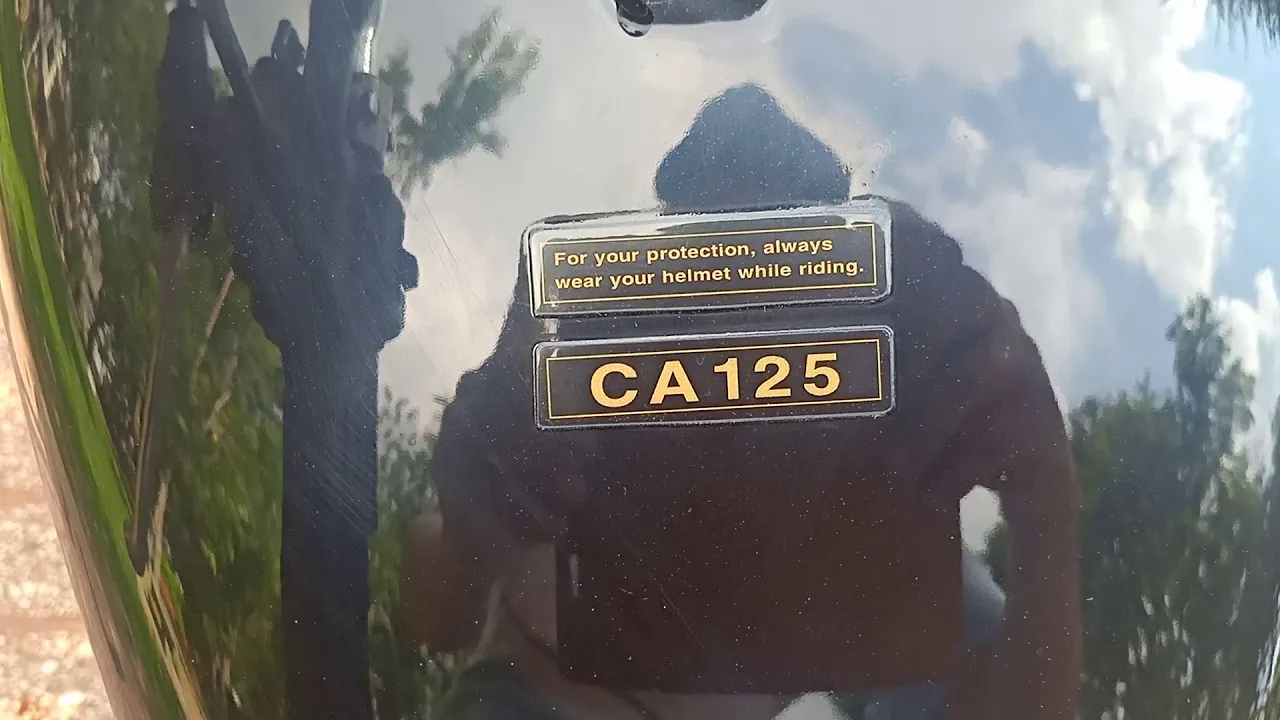 For your protection, always
wear your helmet while riding.
CA125